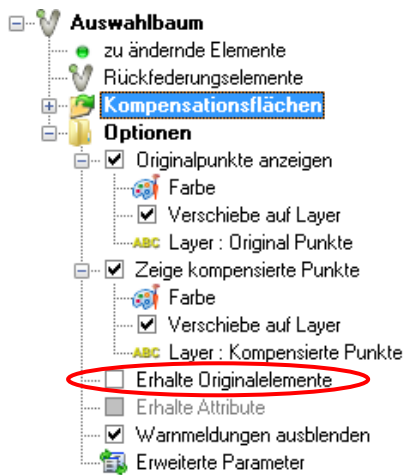 Auswahlbaum
zu ändernde Elemente
Rückfederungselemente
Kompensationsflächen
Optionen
Originalpunkte anzeigen
Farbe
Verschiebe auf Layer
ABC Layer : Original Punkte
Zeige kompensierte Punkte
Farbe
Verschiebe auf Layer
ABC Layer : Kompensierte Punkte
Erhalte Originalelemente
Erhalte Attribute
Warnmeldungen ausblenden
Erweiterte Parameter